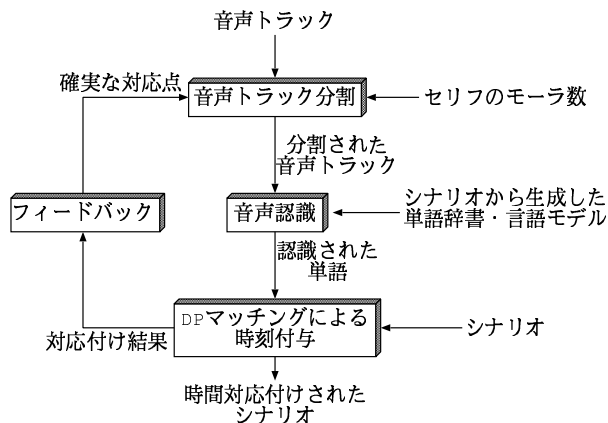 音声トラック
確実な対応点
音声トラック分割
セリフのモーラ数
分割された
音声トラック
フィードバック
音声認識
シナリオから生成した
単語辞書・言語モデル
認識された
単語
DPマッチングによる
時刻付与
シナリオ
対応付け結果
時間対応付けされた
シナリオ